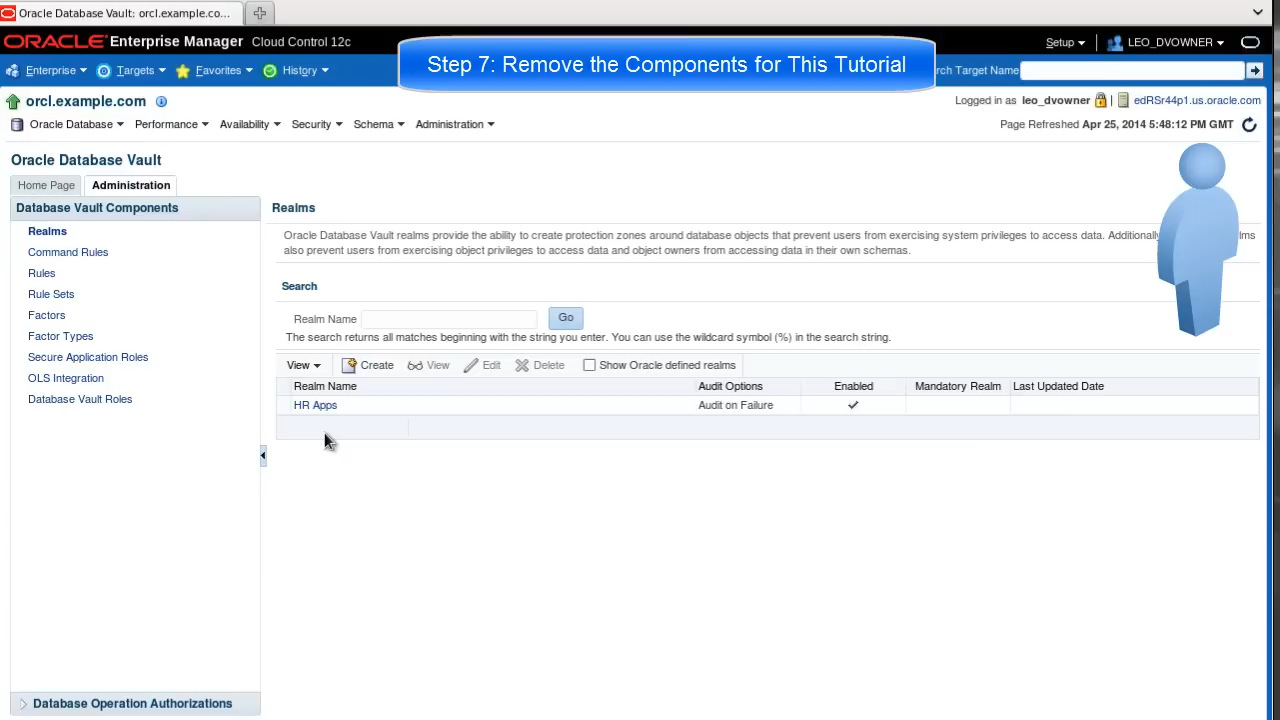 Oracle Database Vault: orcl.example.co...
ORACLE Enterprise Manager Cloud Control 12c
Setup LEO_DVOWNER
Step 7: Remove the Components for This Tutorial
Enterprise Targets Favorites History rch Target Name
orcl.example.com
Logged in as leo_dvowner edRSr44p1.us.oracle.com
Oracle Database Performance Availability Security Schema Administration
Page Refreshed Apr 25, 2014 5:48:12 PM GMT
Oracle Database Vault
Home Page Administration
Database Vault Components
Realms
Command Rules
Rules
Rule Sets
Factors
Factor Types
Secure Application Roles
OLS Integration
Database Vault Roles
Database Operation Authorizations
Realms
Oracle Database Vault realms provide the ability to create protection zones around database objects that prevent users from exercising system privileges to access data. Additionally lms
also prevent users from exercising object privileges to access data and object owners from accessing data in their own schemas.
Search
Realm Name Go
The search returns all matches beginning with the string you enter. You can use the wildcard symbol (%) in the search string.
View Create View Edit Delete Show Oracle defined realms
Realm Name Audit Options Enabled Mandatory Realm Last Updated Date
HR Apps Audit on Failure